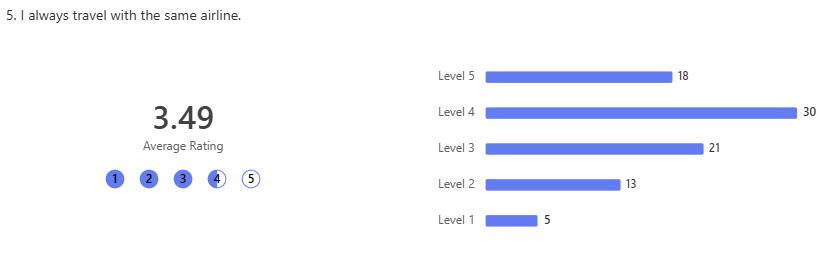 5. I always travel with the same airline.
3.49
Average Rating
1 2 3 4 5
Level 5 18
Level 4 30
Level 3 21
Level 2 13
Level 1 5